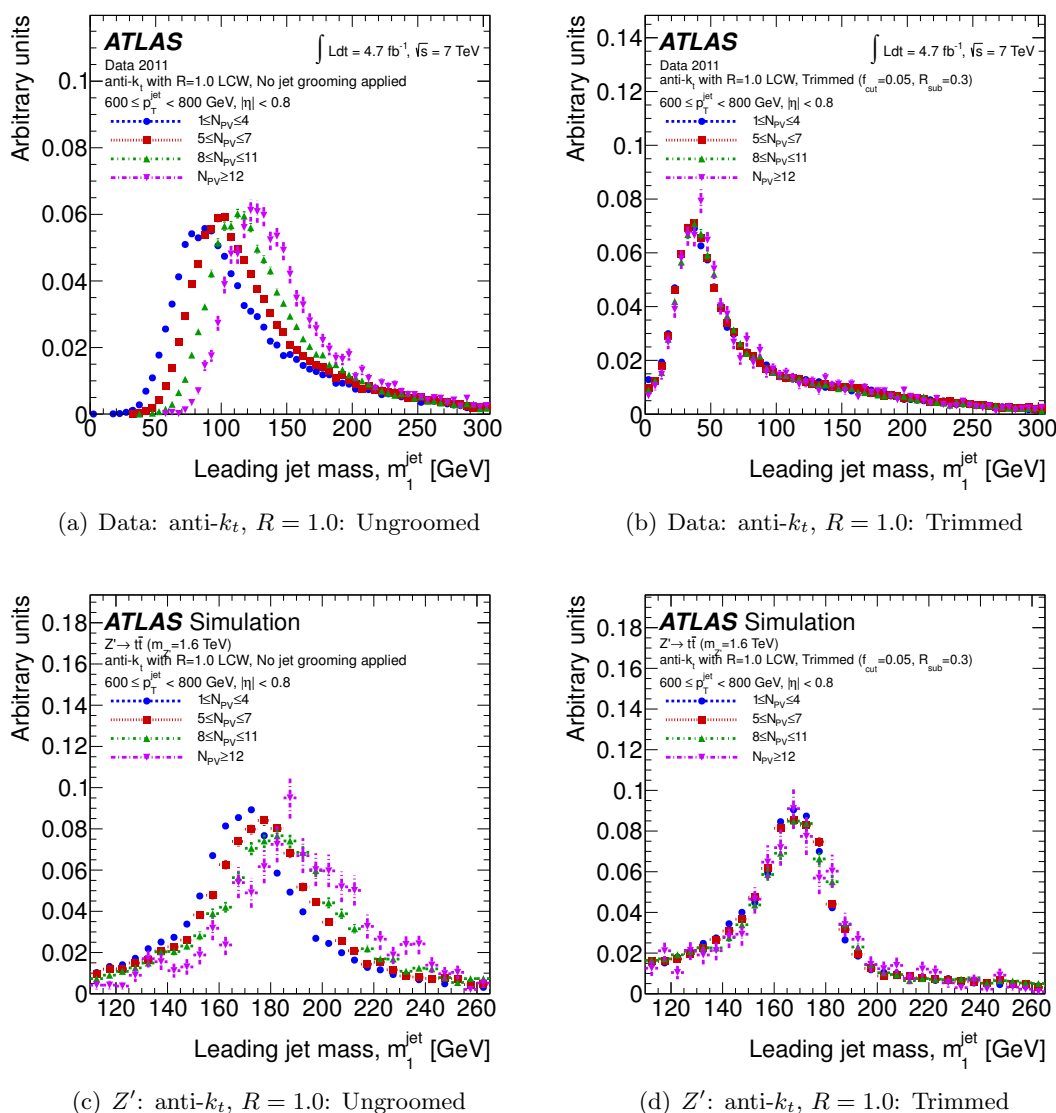 ATLAS
∫ Ldt = 4.7 fb⁻¹, √s = 7 TeV
Data 2011
anti-k_t with R=1.0 LCW, No jet grooming applied
600 ≤ p_T^jet < 800 GeV, |η| < 0.8
1≤N_PV≤4
5≤N_PV≤7
8≤N_PV≤11
N_PV≥12
Arbitrary units
0.1
0.08
0.06
0.04
0.02
0
0 50 100 150 200 250 300
Leading jet mass, m_1^jet [GeV]
(a) Data: anti-k_t, R = 1.0: Ungroomed
ATLAS
∫ Ldt = 4.7 fb⁻¹, √s = 7 TeV
Data 2011
anti-k_t with R=1.0 LCW, Trimmed (f_cut=0.05, R_sub=0.3)
600 ≤ p_T^jet < 800 GeV, |η| < 0.8
1≤N_PV≤4
5≤N_PV≤7
8≤N_PV≤11
N_PV≥12
Arbitrary units
0.14
0.12
0.1
0.08
0.06
0.04
0.02
0
0 50 100 150 200 250 300
Leading jet mass, m_1^jet [GeV]
(b) Data: anti-k_t, R = 1.0: Trimmed
ATLAS Simulation
Z'→ tt̄ (m_Z'=1.6 TeV)
anti-k_t with R=1.0 LCW, No jet grooming applied
600 ≤ p_T^jet < 800 GeV, |η| < 0.8
1≤N_PV≤4
5≤N_PV≤7
8≤N_PV≤11
N_PV≥12
Arbitrary units
0.18
0.16
0.14
0.12
0.1
0.08
0.06
0.04
0.02
0
120 140 160 180 200 220 240 260
Leading jet mass, m_1^jet [GeV]
(c) Z′: anti-k_t, R = 1.0: Ungroomed
ATLAS Simulation
Z'→ tt̄ (m_Z'=1.6 TeV)
anti-k_t with R=1.0 LCW, Trimmed (f_cut=0.05, R_sub=0.3)
600 ≤ p_T^jet < 800 GeV, |η| < 0.8
1≤N_PV≤4
5≤N_PV≤7
8≤N_PV≤11
N_PV≥12
Arbitrary units
0.18
0.16
0.14
0.12
0.1
0.08
0.06
0.04
0.02
0
120 140 160 180 200 220 240 260
Leading jet mass, m_1^jet [GeV]
(d) Z′: anti-k_t, R = 1.0: Trimmed